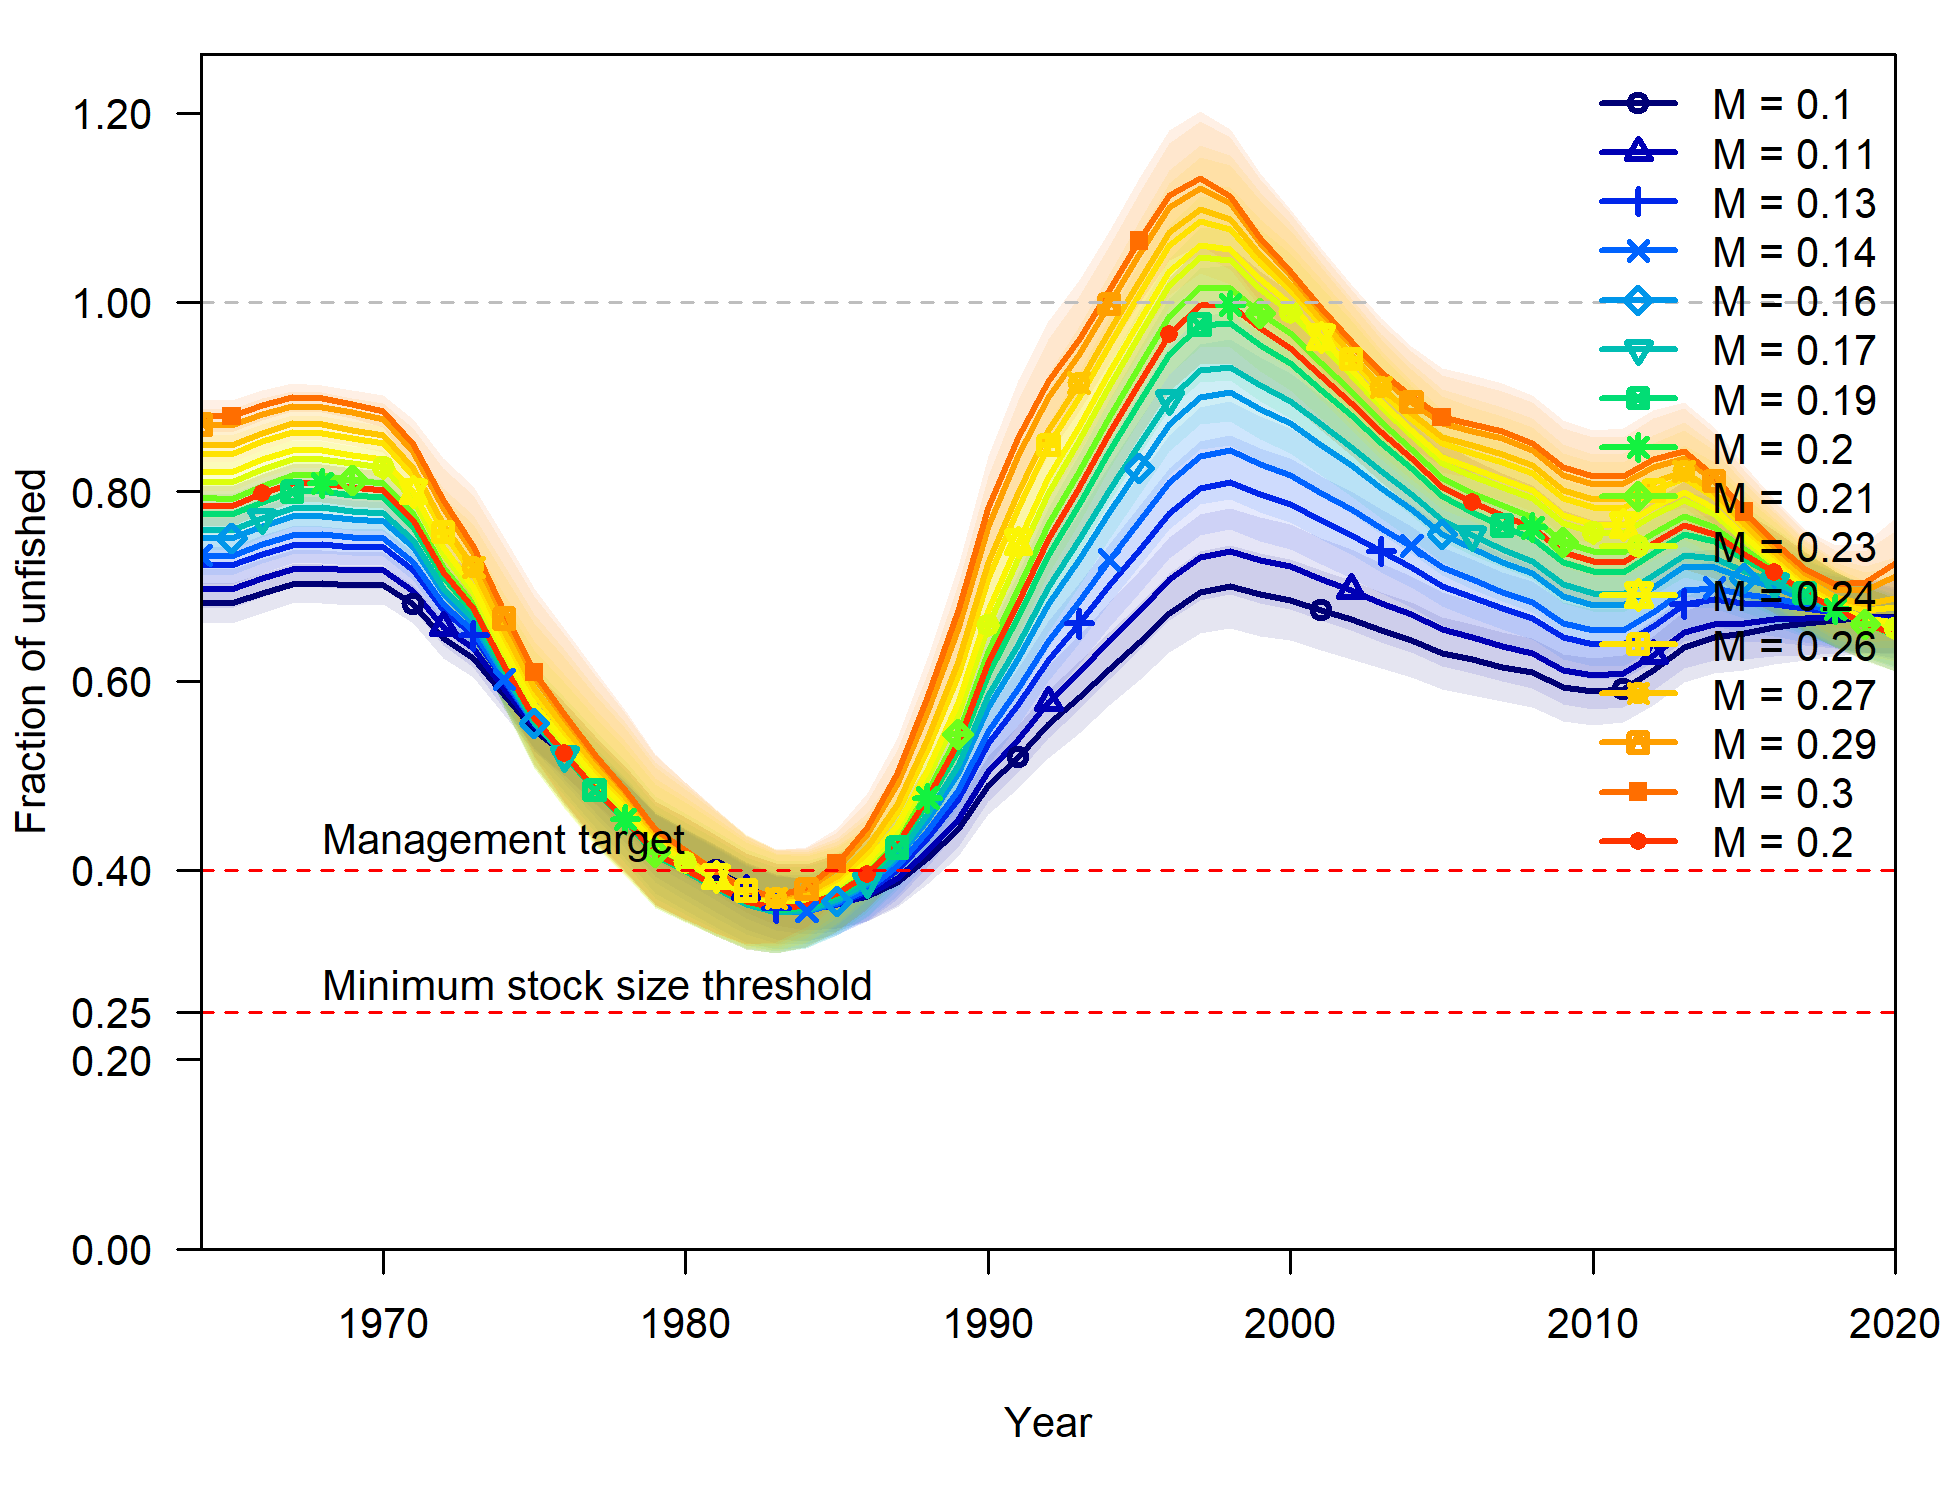 1.20
1.00
0.80
0.60
0.40
0.25
0.20
0.00
Fraction of unfished
Management target
Minimum stock size threshold
M = 0.1
M = 0.11
M = 0.13
M = 0.14
M = 0.16
M = 0.17
M = 0.19
M = 0.2
M = 0.21
M = 0.23
M = 0.24
M = 0.26
M = 0.27
M = 0.29
M = 0.3
M = 0.2
1970
1980
1990
2000
2010
2020
Year